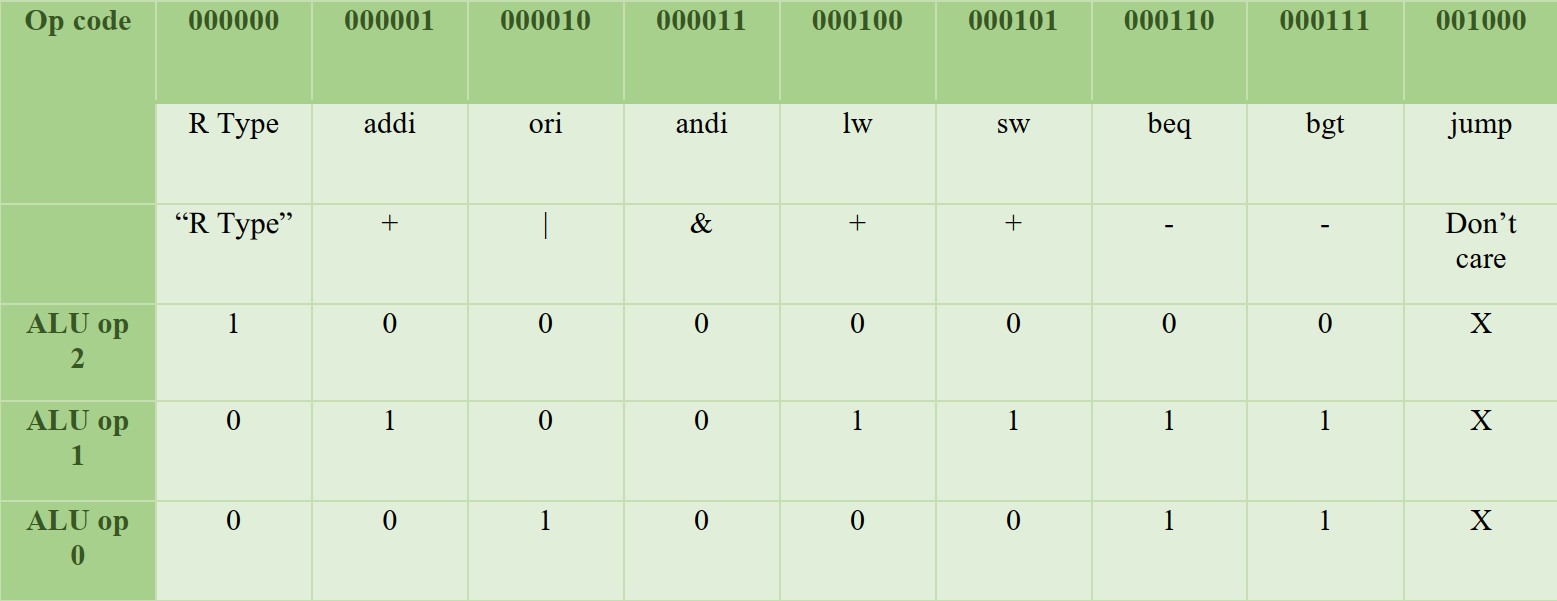 Op code 000000 000001 000010 000011 000100 000101 000110 000111 001000
R Type addi ori andi lw sw beq bgt jump
“R Type” + | & + + - - Don’t
care
ALU op 1 0 0 0 0 0 0 0 X
2
ALU op 0 1 0 0 1 1 1 1 X
1
ALU op 0 0 1 0 0 0 1 1 X
0